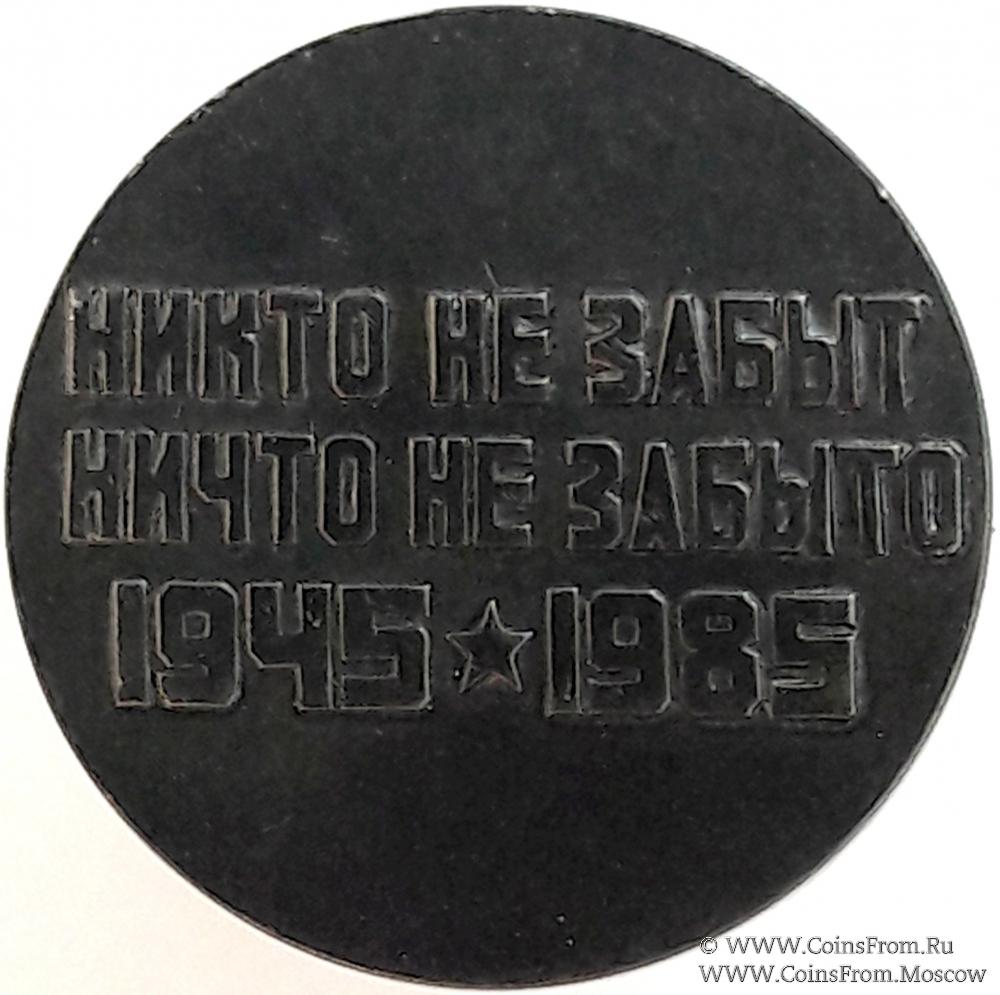 НИКТО НЕ ЗАБЫТ
НИЧТО НЕ ЗАБЫТО
1945 ★ 1985
© WWW.CoinsFrom.Ru
WWW.CoinsFrom.Moscow